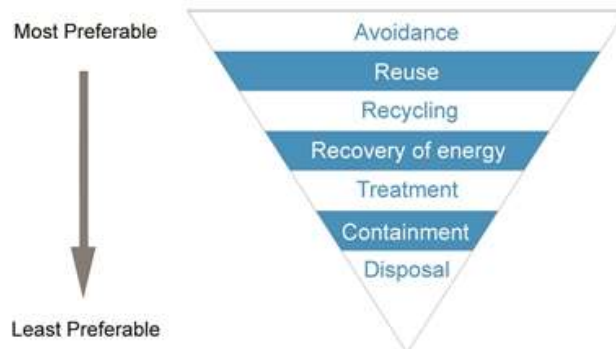 Most Preferable
Avoidance
Reuse
Recycling
Recovery of energy
Treatment
Containment
Disposal
Least Preferable